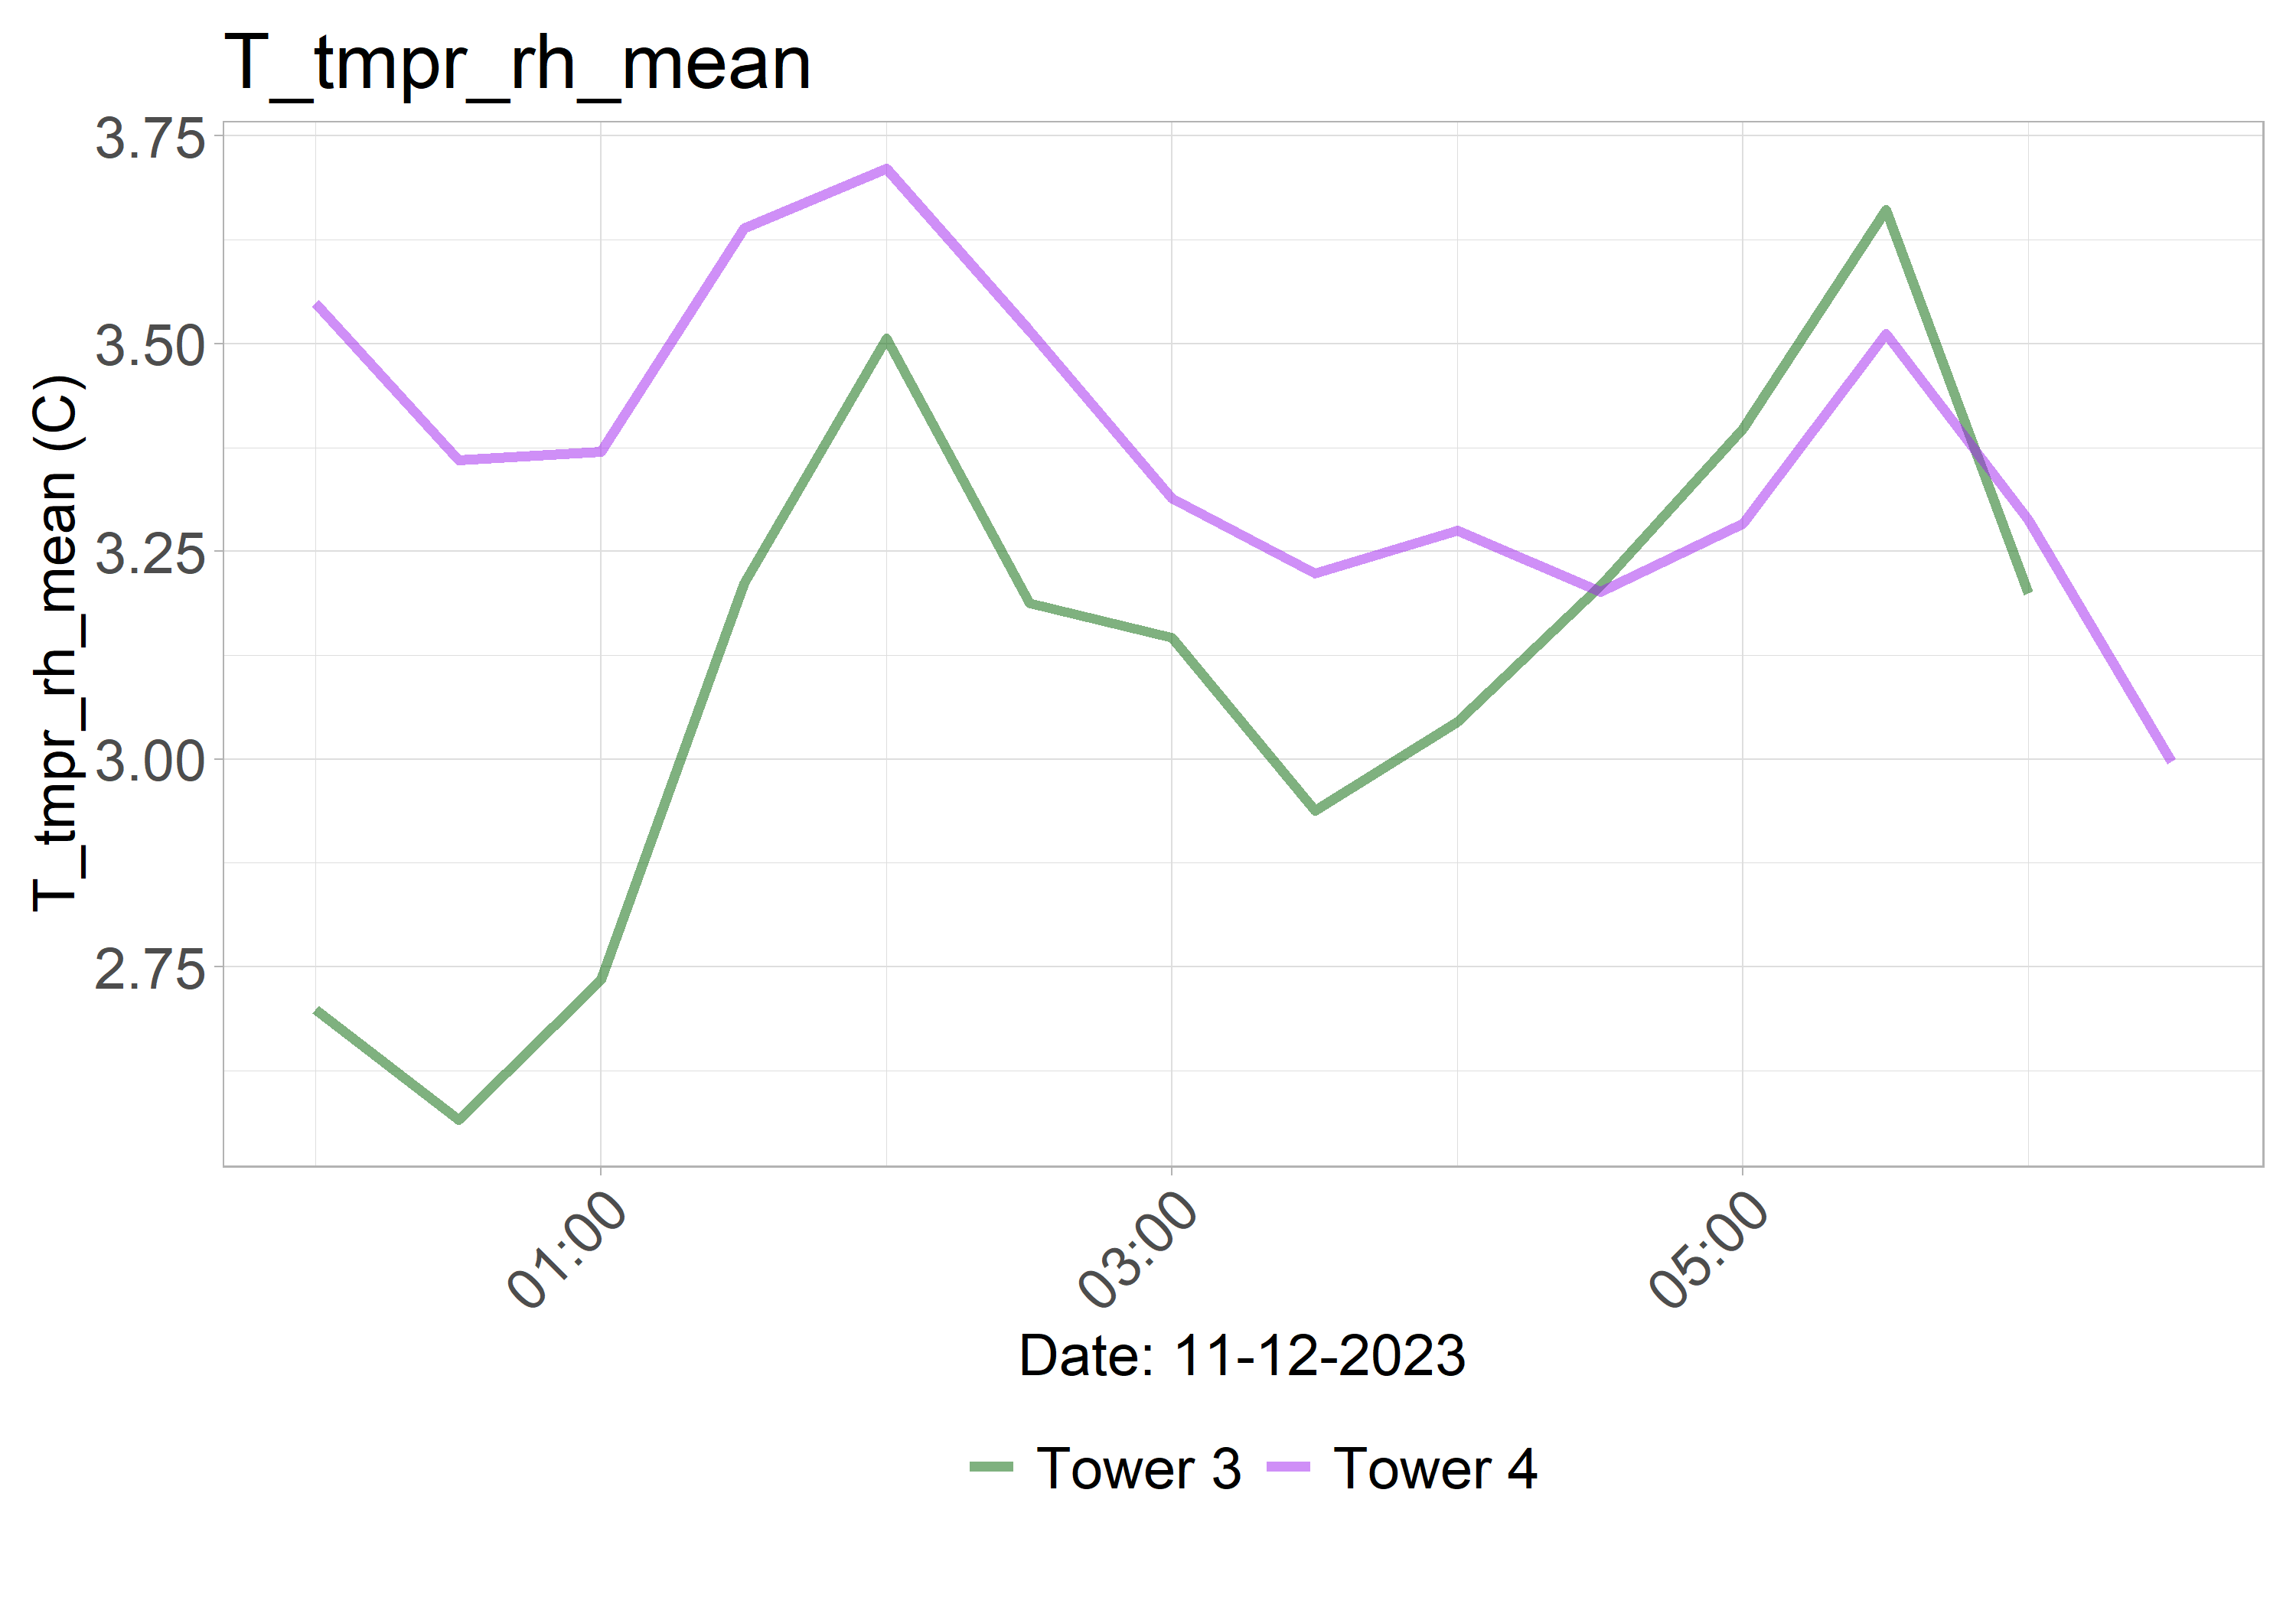 T_tmpr_rh_mean
T_tmpr_rh_mean (C)
3.75
3.50
3.25
3.00
2.75
01:00
03:00
05:00
Date: 11-12-2023
Tower 3
Tower 4